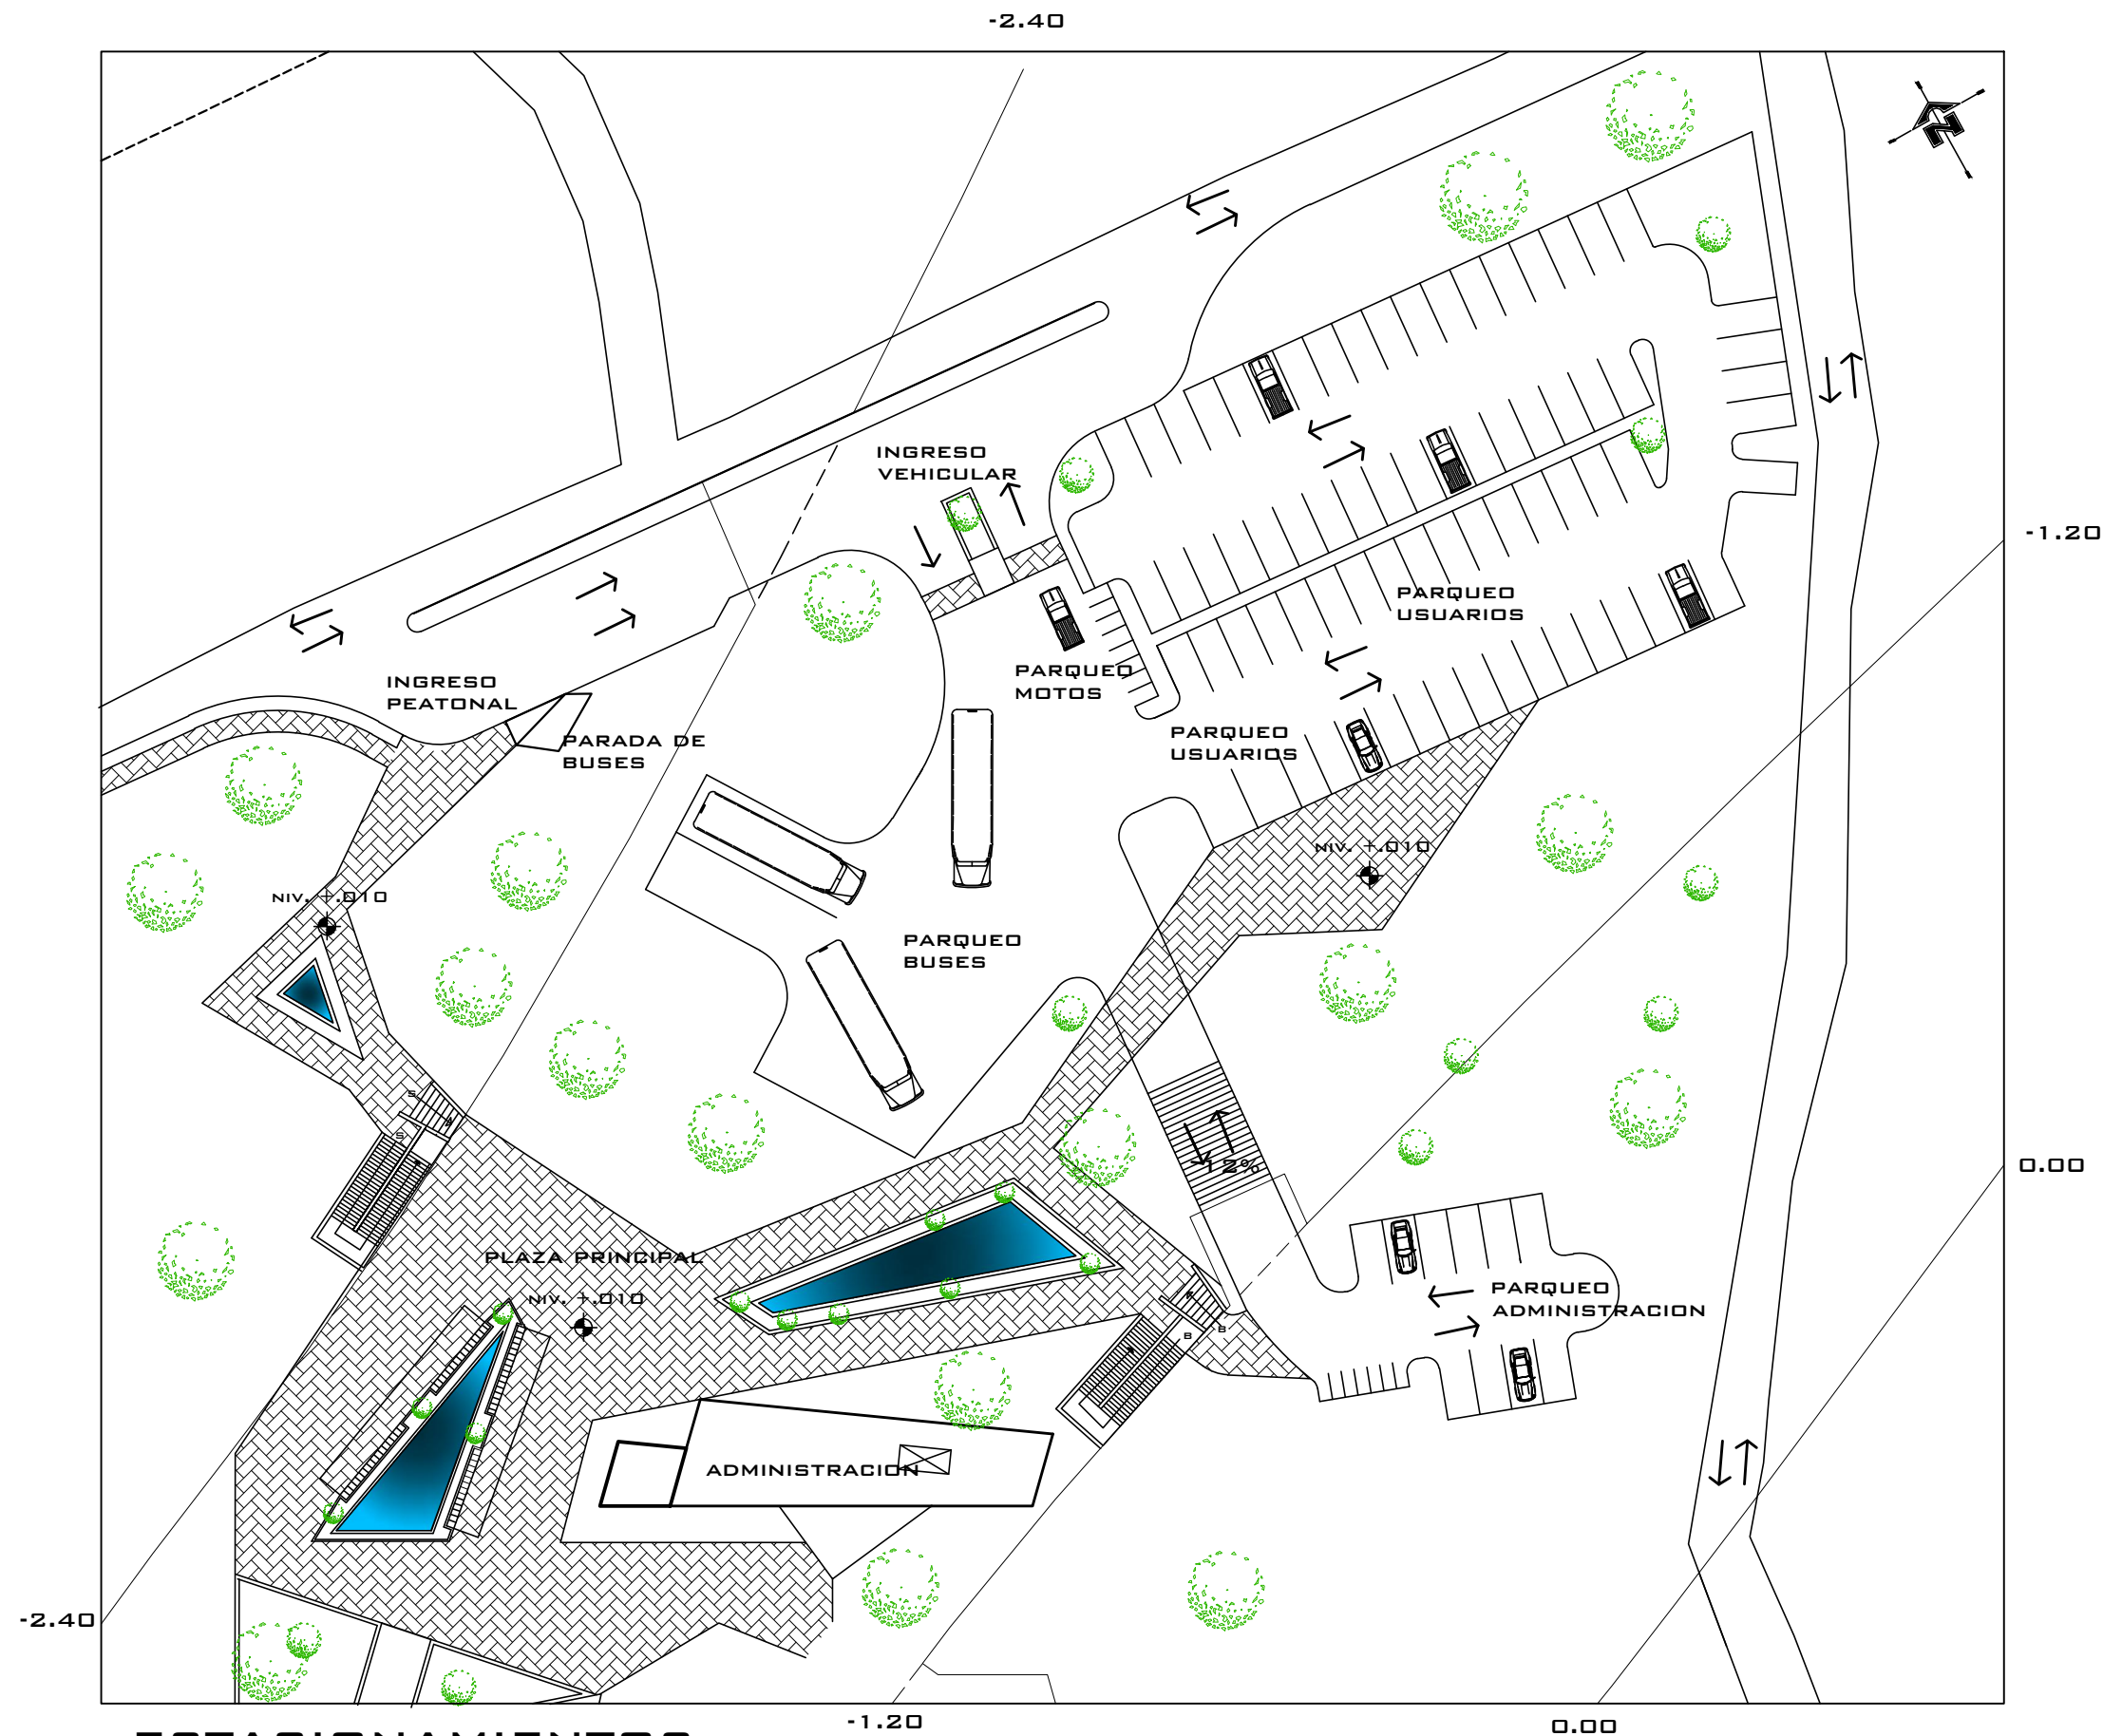 -2.40
N
INGRESO
VEHICULAR
-1.20
PARQUEO
USUARIOS
INGRESO
PEATONAL
PARQUEO
MOTOS
PARADA DE
BUSES
PARQUEO
USUARIOS
NIV. +.010
NIV. +.010
PARQUEO
BUSES
S
S
12%
0.00
PLAZA PRINCIPAL
NIV. +.010
PARQUEO
ADMINISTRACION
B
B
ADMINISTRACION
-2.40
-1.20
0.00
ESTACIONAMIENTOS